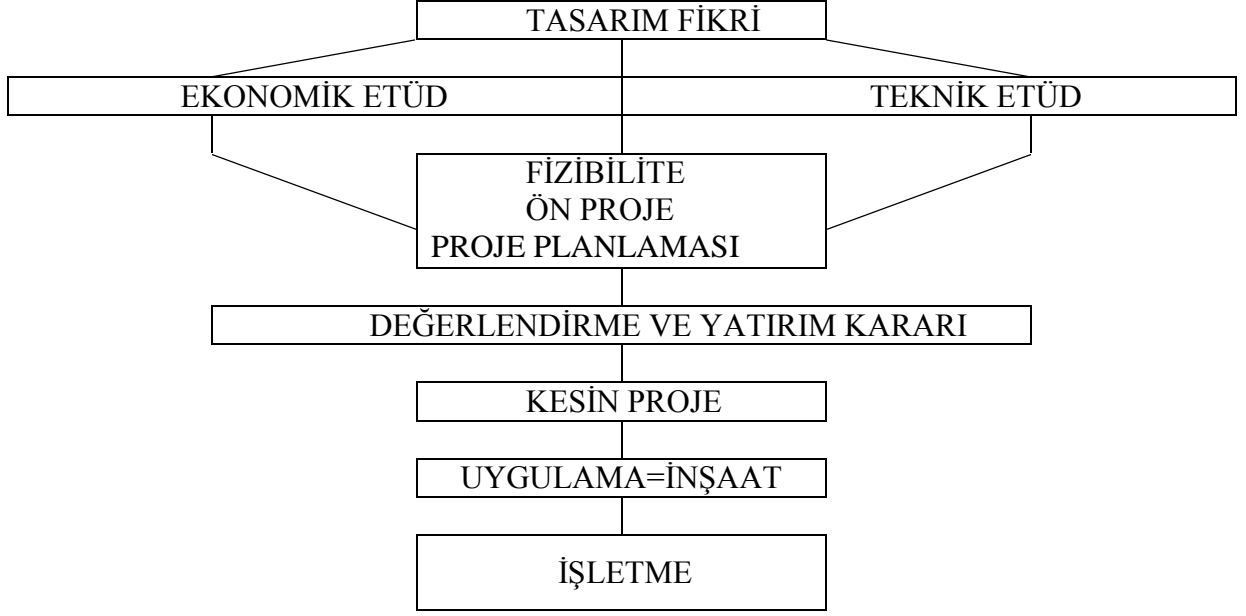 TASARIM FİKRİ
EKONOMİK ETÜD
TEKNİK ETÜD
FİZİBİLİTE
ÖN PROJE
PROJE PLANLAMASI
DEĞERLENDİRME VE YATIRIM KARARI
KESİN PROJE
UYGULAMA=İNŞAAT
İŞLETME